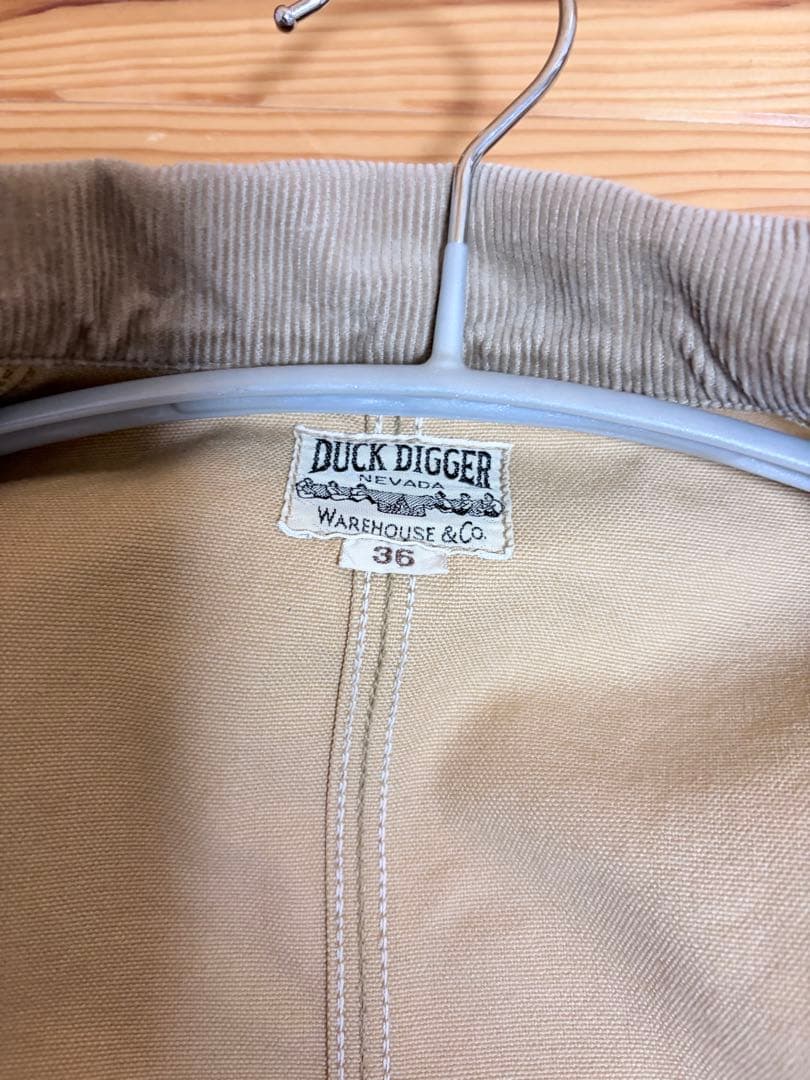 DUCK DIGGER
NEVADA
WAREHOUSE & CO.
36